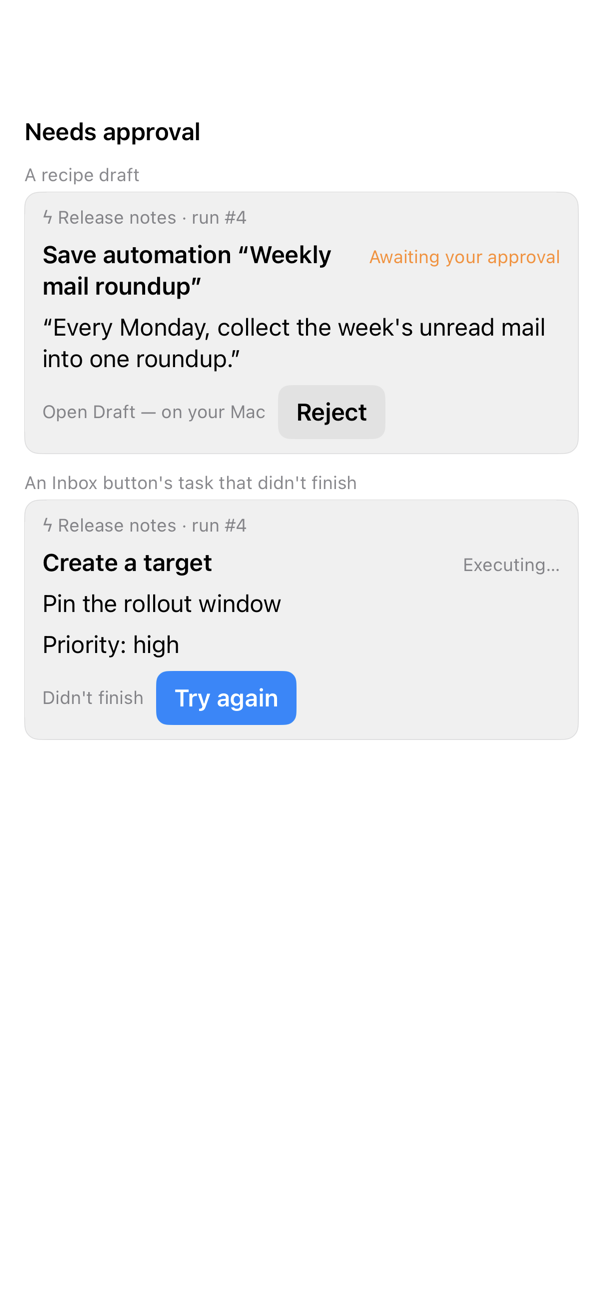 Needs approval
A recipe draft
ϟ Release notes · run #4
Save automation “Weekly mail roundup”
Awaiting your approval
“Every Monday, collect the week's unread mail
into one roundup.”
Open Draft — on your Mac
Reject
An Inbox button's task that didn't finish
ϟ Release notes · run #4
Create a target
Executing…
Pin the rollout window
Priority: high
Didn't finish
Try again